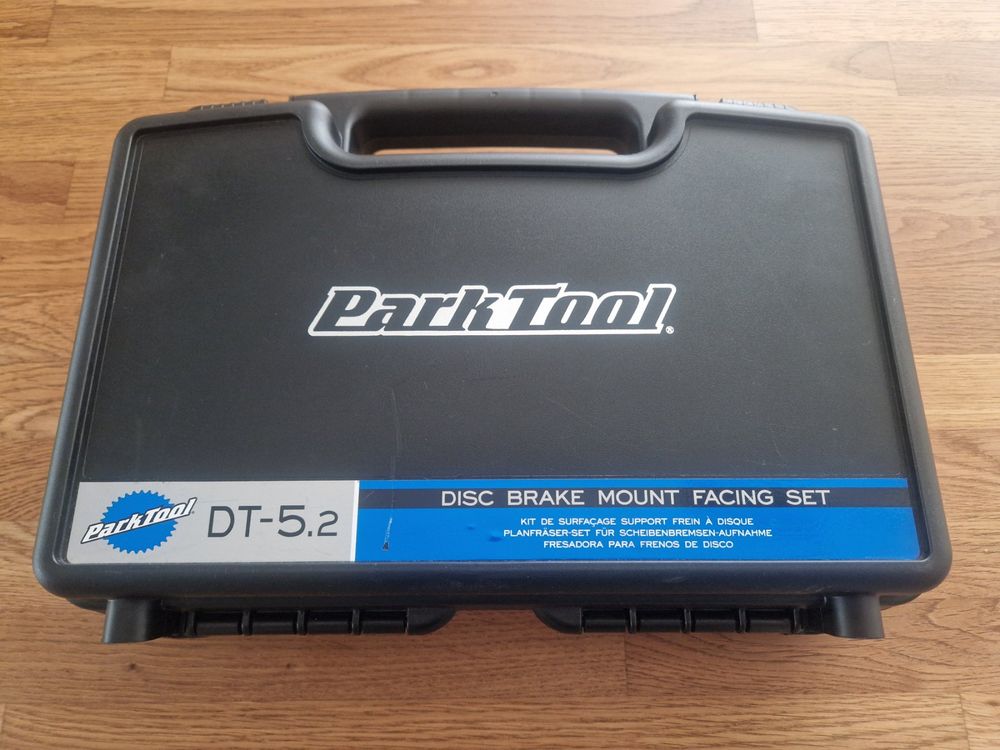 ParkTool®
ParkTool
DT-5.2
DISC BRAKE MOUNT FACING SET
KIT DE SURFAÇAGE SUPPORT FREIN À DISQUE
PLANFRÄSER-SET FÜR SCHEIBENBREMSEN-AUFNAHME
FRESADORA PARA FRENOS DE DISCO